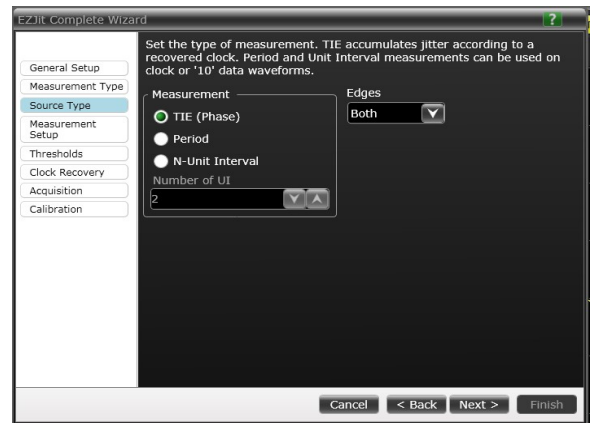 EZJit Complete Wizard
?
Set the type of measurement. TIE accumulates jitter according to a
recovered clock. Period and Unit Interval measurements can be used on
clock or '10' data waveforms.
General Setup
Measurement Type
Source Type
Measurement
Setup
Thresholds
Clock Recovery
Acquisition
Calibration
Measurement
TIE (Phase)
Period
N-Unit Interval
Number of UI
2
Edges
Both
Cancel
< Back
Next >
Finish